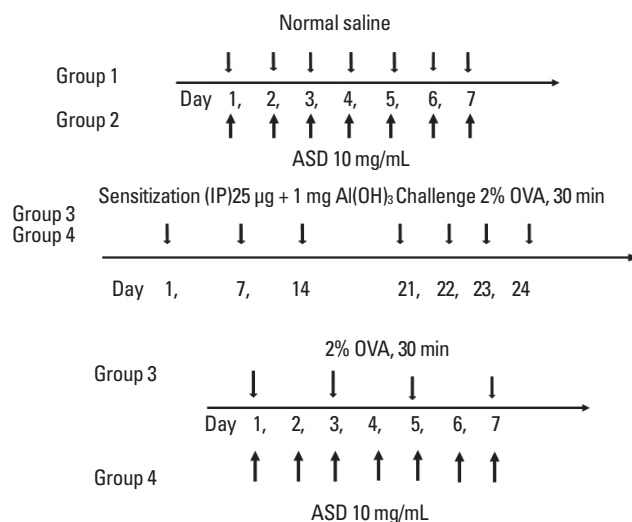 Normal saline
Group 1
Day 1, 2, 3, 4, 5, 6, 7
Group 2
ASD 10 mg/mL
Sensitization (IP)25 µg + 1 mg Al(OH)₃ Challenge 2% OVA, 30 min
Group 3
Group 4
Day 1, 7, 14 21, 22, 23, 24
2% OVA, 30 min
Group 3
Day 1, 2, 3, 4, 5, 6, 7
Group 4
ASD 10 mg/mL